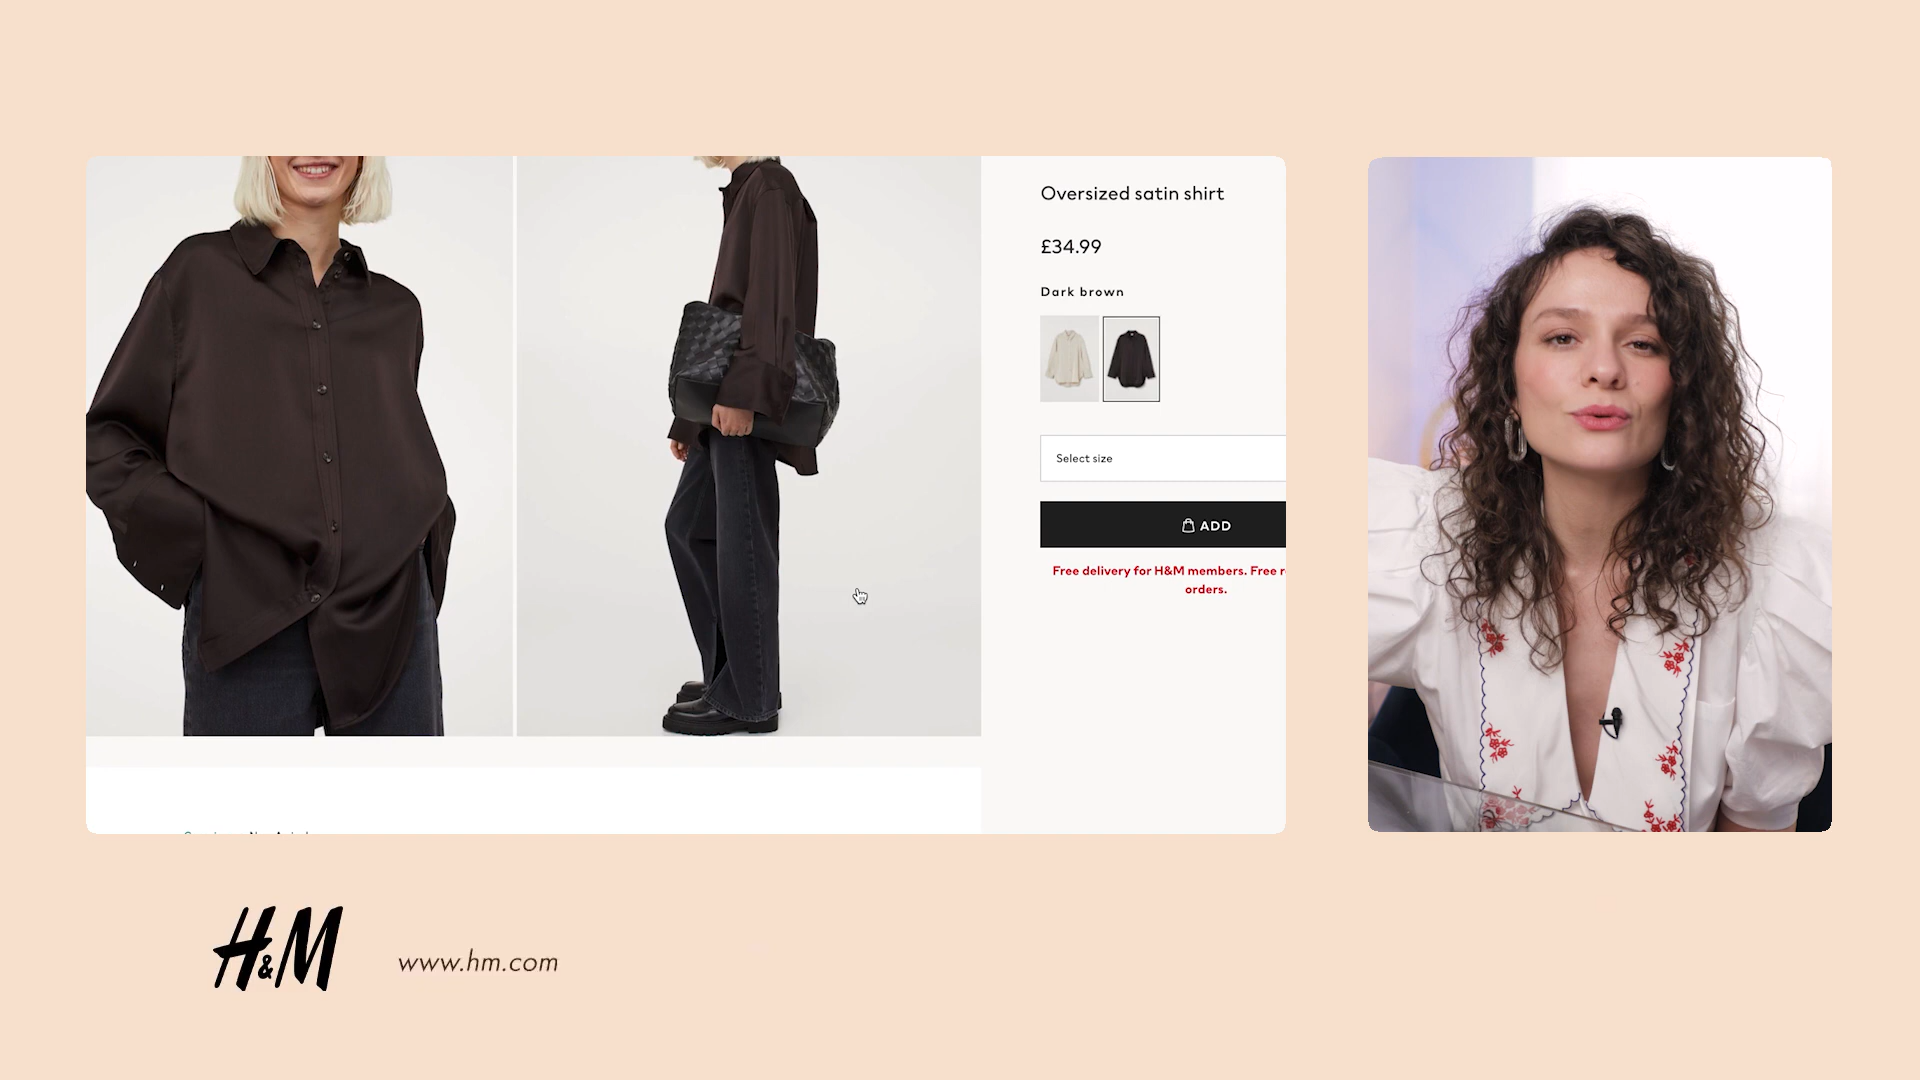 Oversized satin shirt
£34.99
Dark brown
Select size
ADD
Free delivery for H&M members. Free
orders.
H&M
www.hm.com